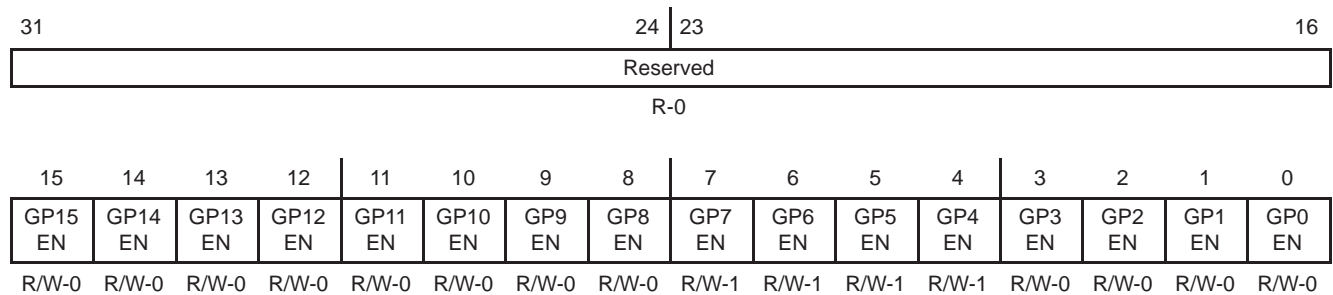 31 24 23 16
Reserved
R-0
15 14 13 12 11 10 9 8 7 6 5 4 3 2 1 0
GP15 GP14 GP13 GP12 GP11 GP10 GP9 GP8 GP7 GP6 GP5 GP4 GP3 GP2 GP1 GP0
EN EN EN EN EN EN EN EN EN EN EN EN EN EN EN EN
R/W-0 R/W-0 R/W-0 R/W-0 R/W-0 R/W-0 R/W-0 R/W-0 R/W-1 R/W-1 R/W-1 R/W-1 R/W-0 R/W-0 R/W-0 R/W-0